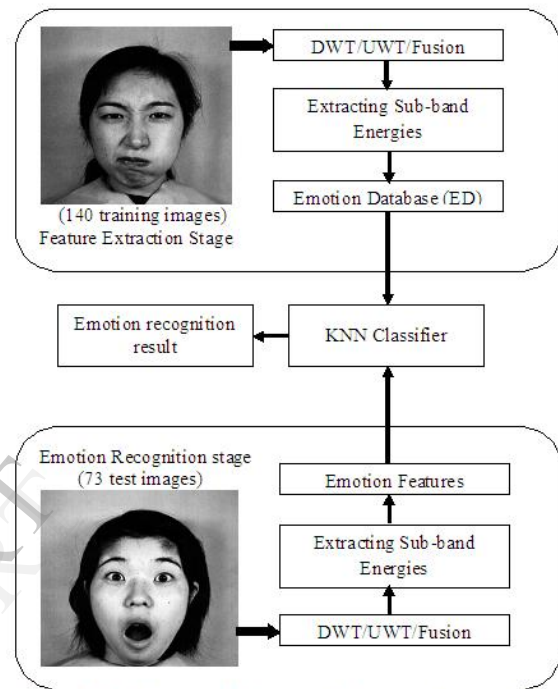 DWT/UWT/Fusion
Extracting Sub-band
Energies
Emotion Database (ED)
(140 training images)
Feature Extraction Stage
Emotion recognition
result
KNN Classifier
Emotion Recognition stage
(73 test images)
Emotion Features
Extracting Sub-band
Energies
DWT/UWT/Fusion